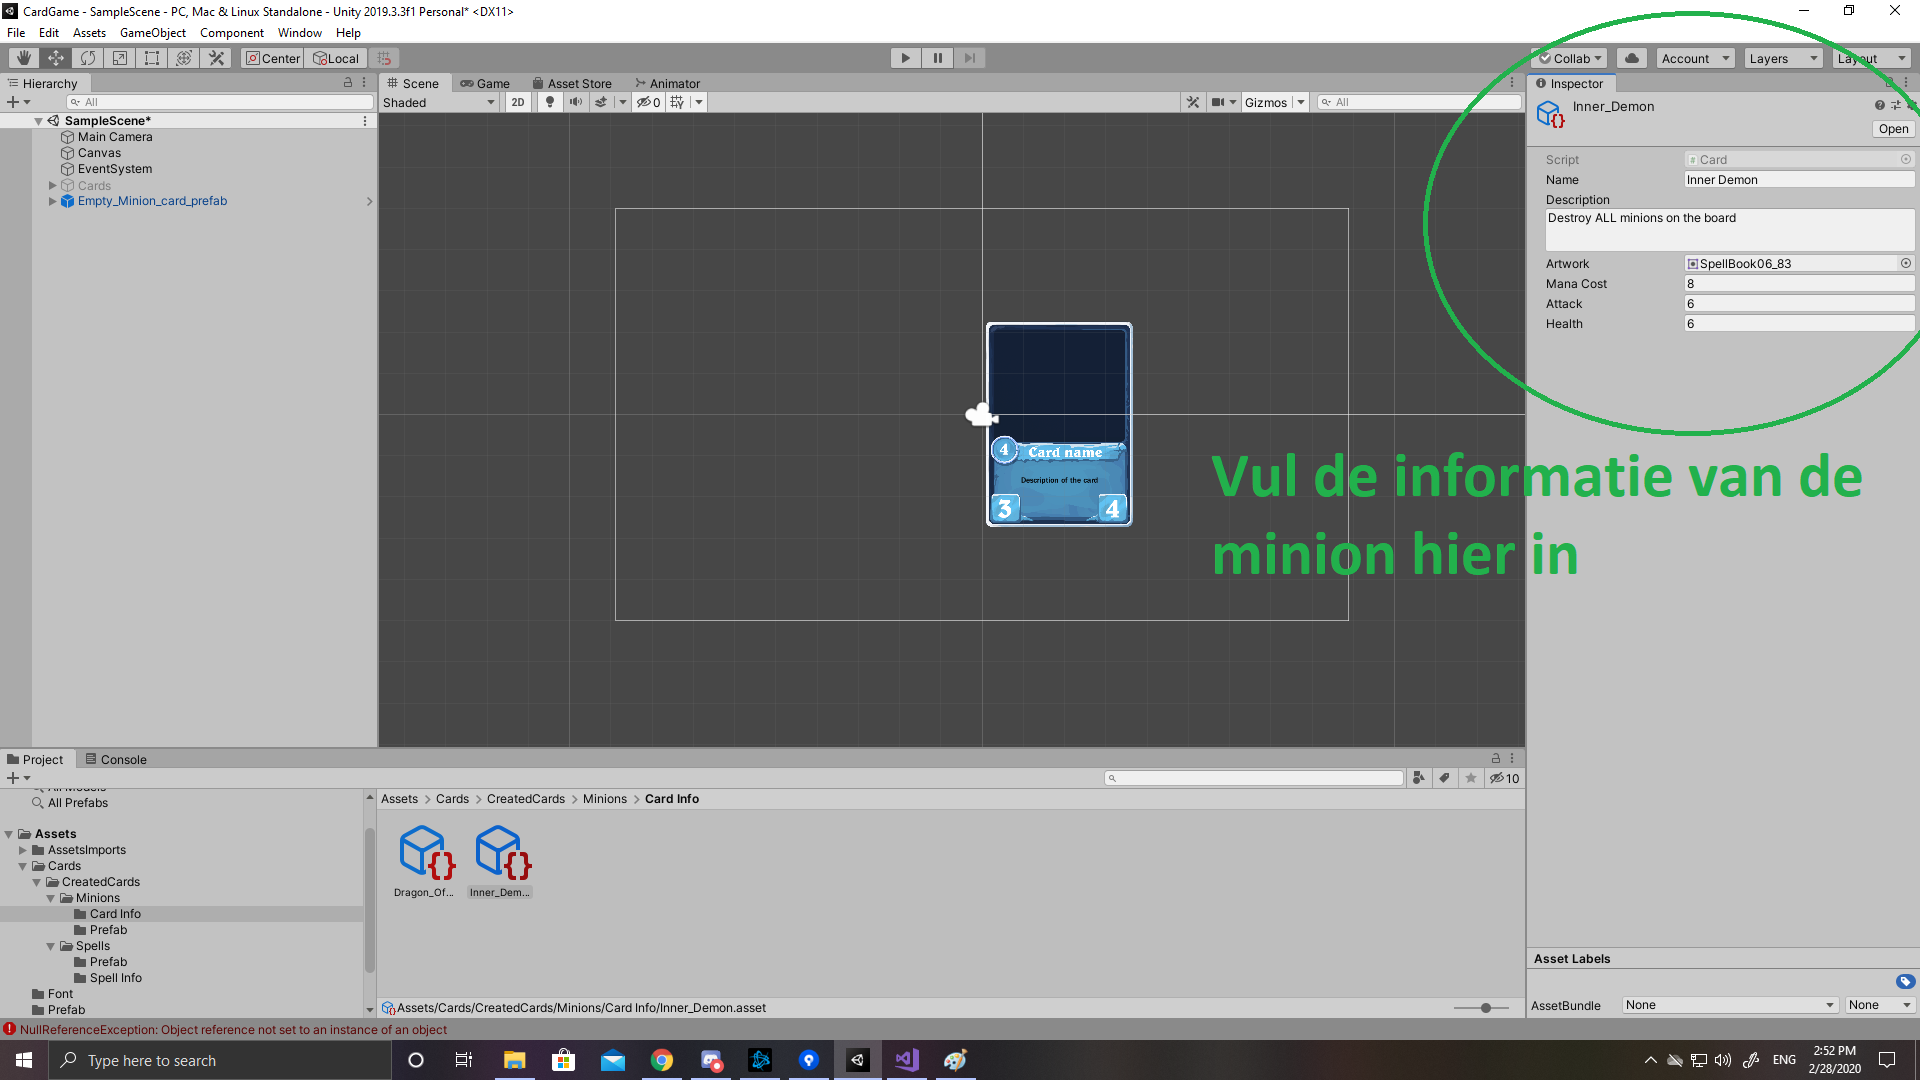 CardGame - SampleScene - PC, Mac & Linux Standalone - Unity 2019.3.3f1 Personal* <DX11>
File Edit Assets GameObject Component Window Help
Center Local
Collab Account Layers Layout
Hierarchy
All
SampleScene*
Main Camera
Canvas
EventSystem
Cards
Empty_Minion_card_prefab
Scene Game Asset Store Animator
Shaded 2D 0 Gizmos All
4 Card name
Description of the card
3 4
Vul de informatie van de
minion hier in
Inspector
Inner_Demon
Open
Script Card
Name Inner Demon
Description
Destroy ALL minions on the board
Artwork SpellBook06_83
Mana Cost 8
Attack 6
Health 6
Project Console
10
All Models
All Prefabs
Assets
AssetsImports
Cards
CreatedCards
Minions
Card Info
Prefab
Spells
Prefab
Spell Info
Font
Prefab
Assets > Cards > CreatedCards > Minions > Card Info
Dragon_Of... Inner_Dem...
Assets/Cards/CreatedCards/Minions/Card Info/Inner_Demon.asset
Asset Labels
AssetBundle None None
NullReferenceException: Object reference not set to an instance of an object
Type here to search
ENG
2:52 PM
2/28/2020